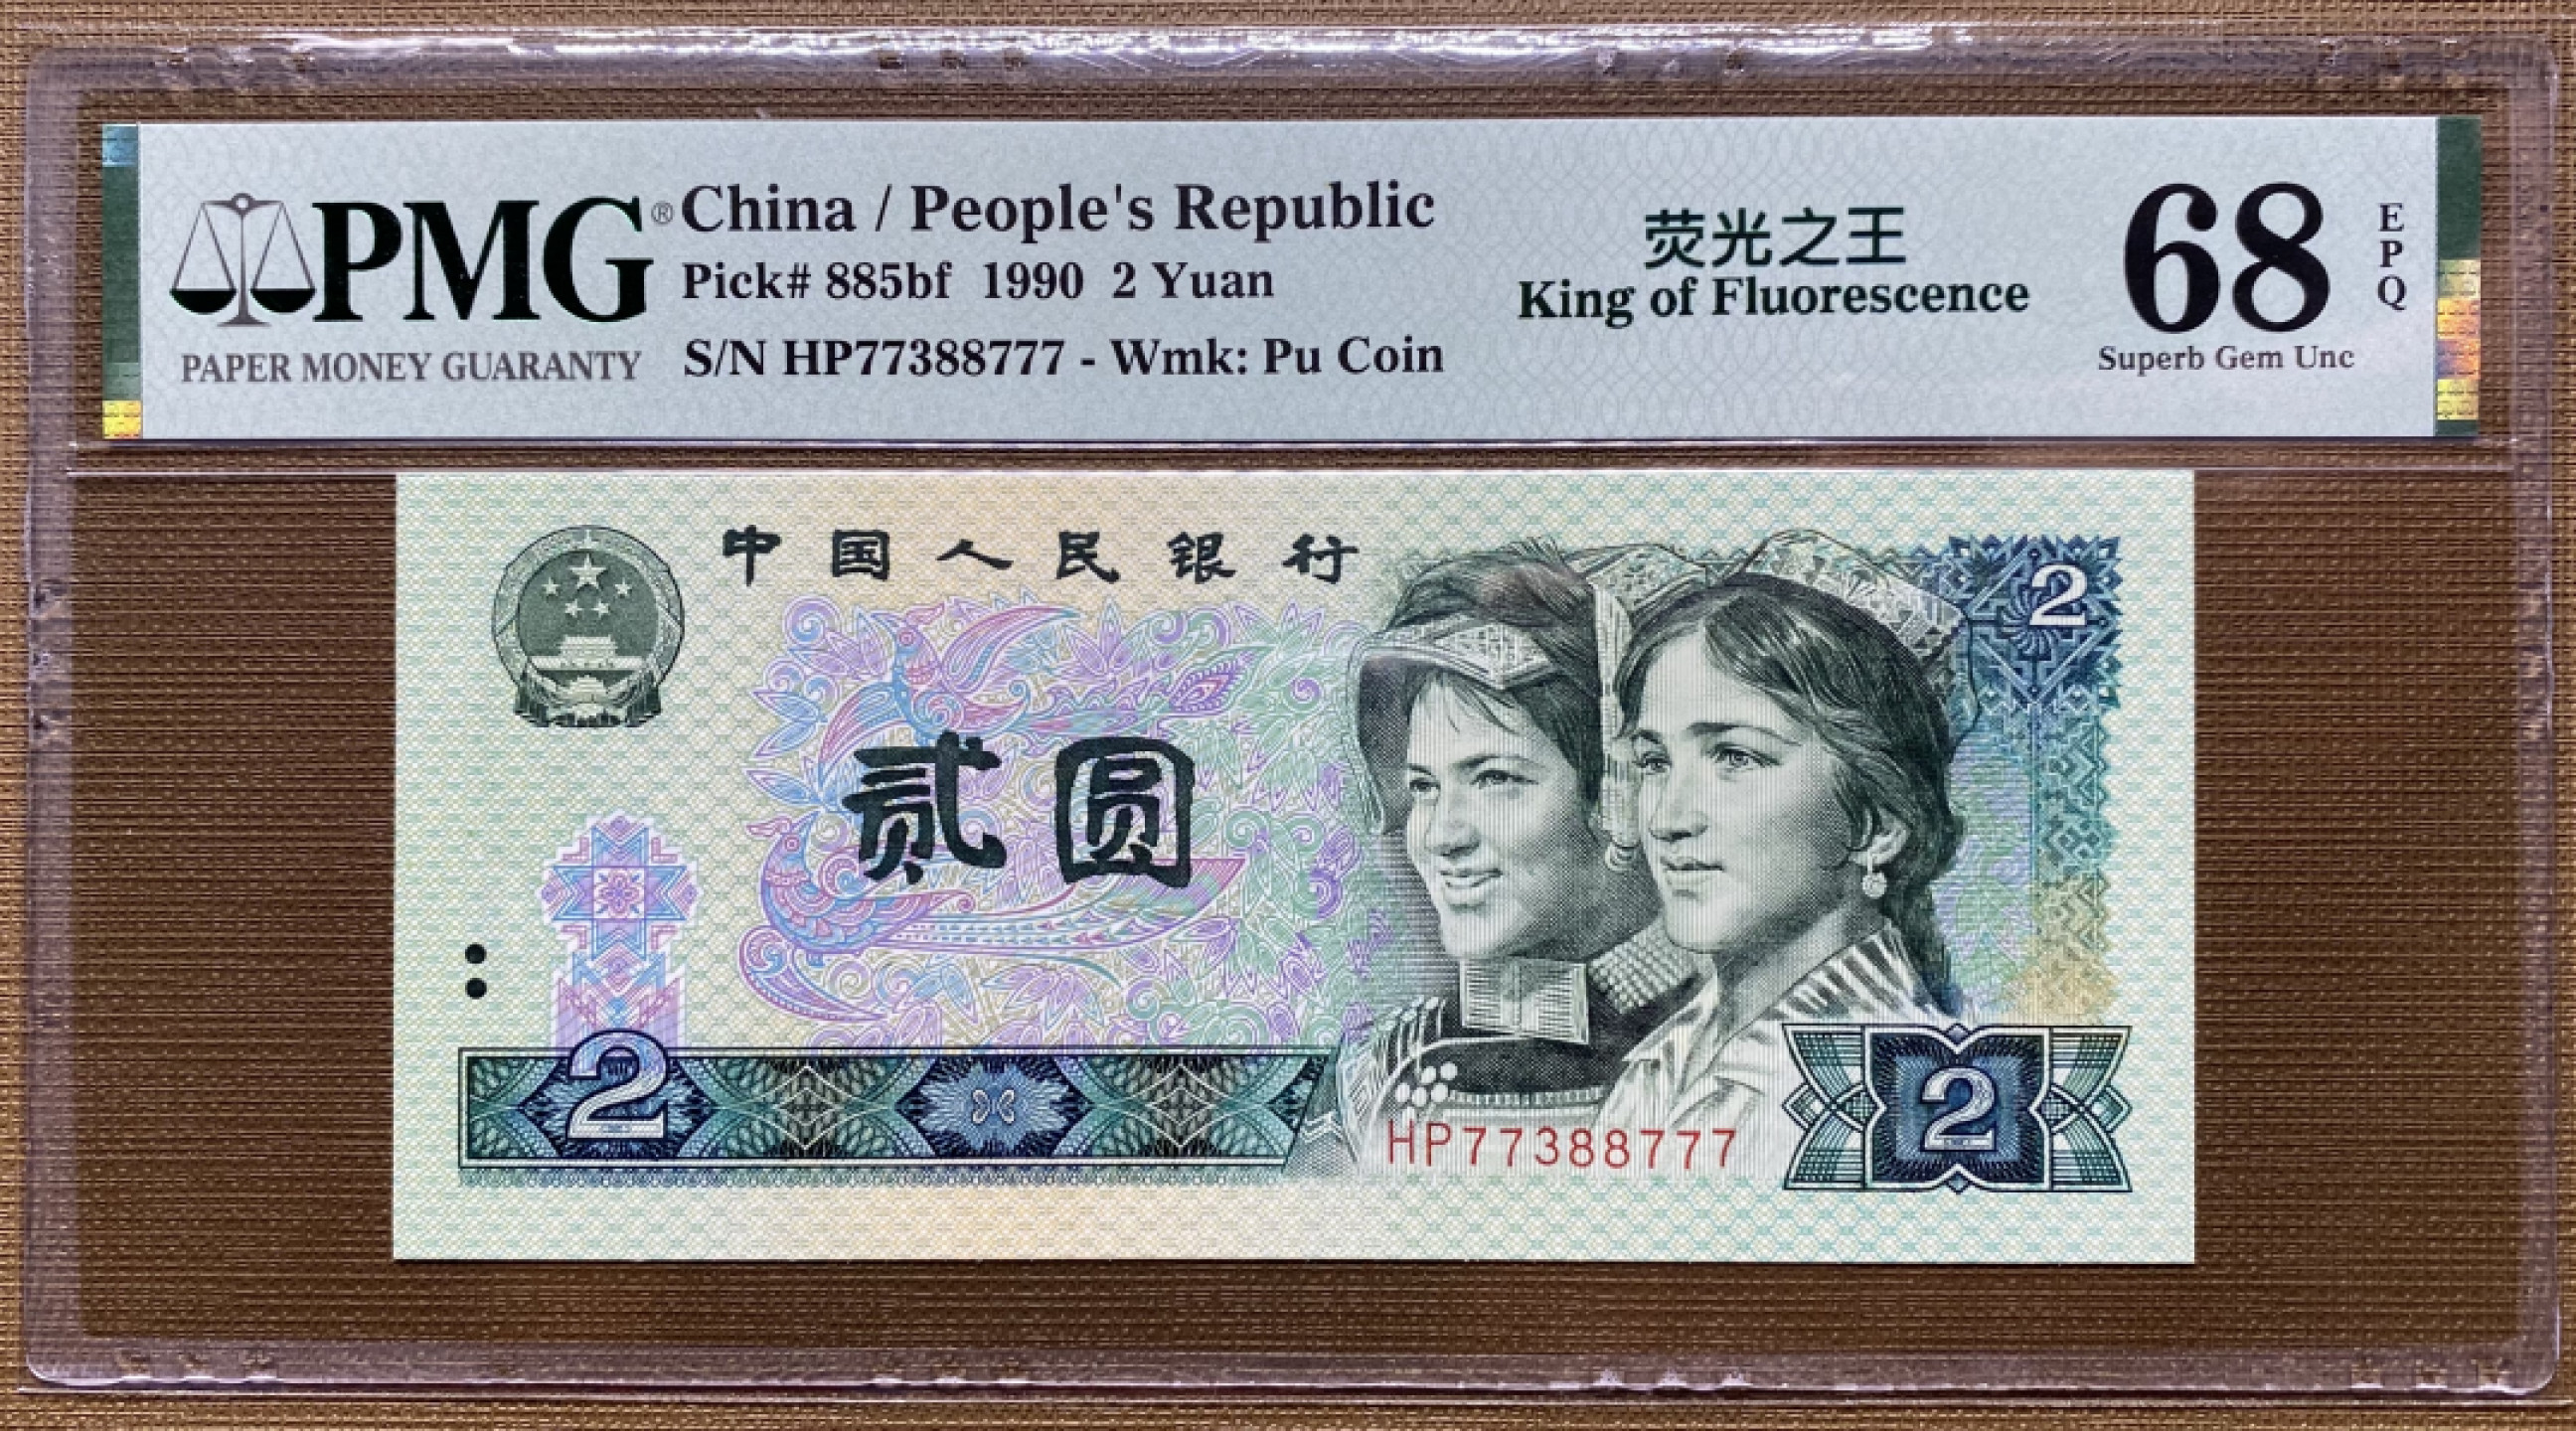 PMG®
PAPER MONEY GUARANTY
China / People's Republic
Pick# 885bf 1990 2 Yuan
S/N HP77388777 - Wmk: Pu Coin
荧光之王
King of Fluorescence
68
EPQ
Superb Gem Unc
中国人民银行
2
贰圆
2
HP77388777
2